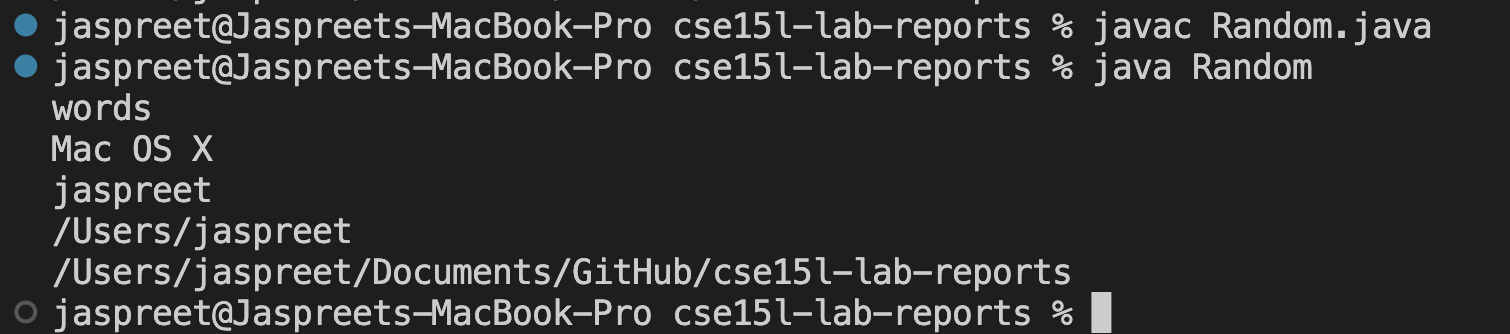 jaspreet@Jaspreets-MacBook-Pro cse15l-lab-reports % javac Random.java
jaspreet@Jaspreets-MacBook-Pro cse15l-lab-reports % java Random
words
Mac OS X
jaspreet
/Users/jaspreet
/Users/jaspreet/Documents/GitHub/cse15l-lab-reports
jaspreet@Jaspreets-MacBook-Pro cse15l-lab-reports %